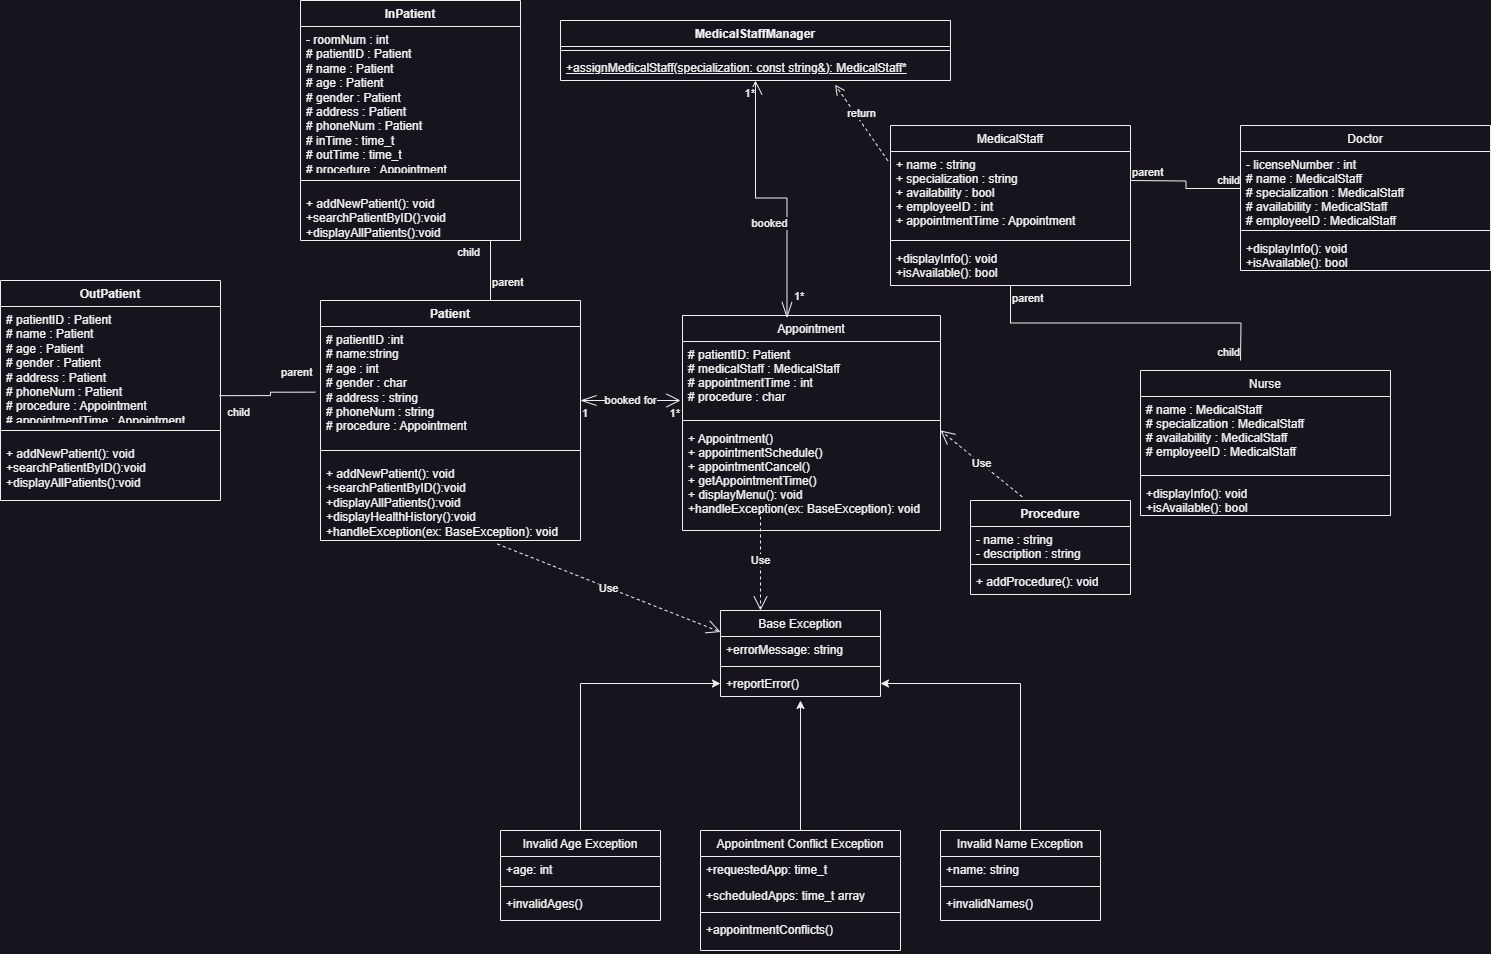 InPatient
- roomNum : int
# patientID : Patient
# name : Patient
# age : Patient
# gender : Patient
# address : Patient
# phoneNum : Patient
# inTime : time_t
# outTime : time_t
# procedure : Appointment
+ addNewPatient(): void
+searchPatientByID():void
+displayAllPatients():void
child
parent
MedicalStaffManager
+assignMedicalStaff(specialization: const string&): MedicalStaff*
1*
return
booked
1*
MedicalStaff
+ name : string
+ specialization : string
+ availability : bool
+ employeeID : int
+ appointmentTime : Appointment
+displayInfo(): void
+isAvailable(): bool
parent
child
Doctor
- licenseNumber : int
# name : MedicalStaff
# specialization : MedicalStaff
# availability : MedicalStaff
# employeeID : MedicalStaff
+displayInfo(): void
+isAvailable(): bool
parent
child
OutPatient
# patientID : Patient
# name : Patient
# age : Patient
# gender : Patient
# address : Patient
# phoneNum : Patient
# procedure : Appointment
# appointmentTime : Appointment
+ addNewPatient(): void
+searchPatientByID():void
+displayAllPatients():void
parent
child
Patient
# patientID :int
# name:string
# age : int
# gender : char
# address : string
# phoneNum : string
# procedure : Appointment
+ addNewPatient(): void
+searchPatientByID():void
+displayAllPatients():void
+displayHealthHistory():void
+handleException(ex: BaseException): void
booked for
1
1*
Appointment
# patientID: Patient
# medicalStaff : MedicalStaff
# appointmentTime : int
# procedure : char
+ Appointment()
+ appointmentSchedule()
+ appointmentCancel()
+ getAppointmentTime()
+ displayMenu(): void
+handleException(ex: BaseException): void
Use
Nurse
# name : MedicalStaff
# specialization : MedicalStaff
# availability : MedicalStaff
# employeeID : MedicalStaff
+displayInfo(): void
+isAvailable(): bool
Procedure
- name : string
- description : string
+ addProcedure(): void
Use
Use
Base Exception
+errorMessage: string
+reportError()
Invalid Age Exception
+age: int
+invalidAges()
Appointment Conflict Exception
+requestedApp: time_t
+scheduledApps: time_t array
+appointmentConflicts()
Invalid Name Exception
+name: string
+invalidNames()